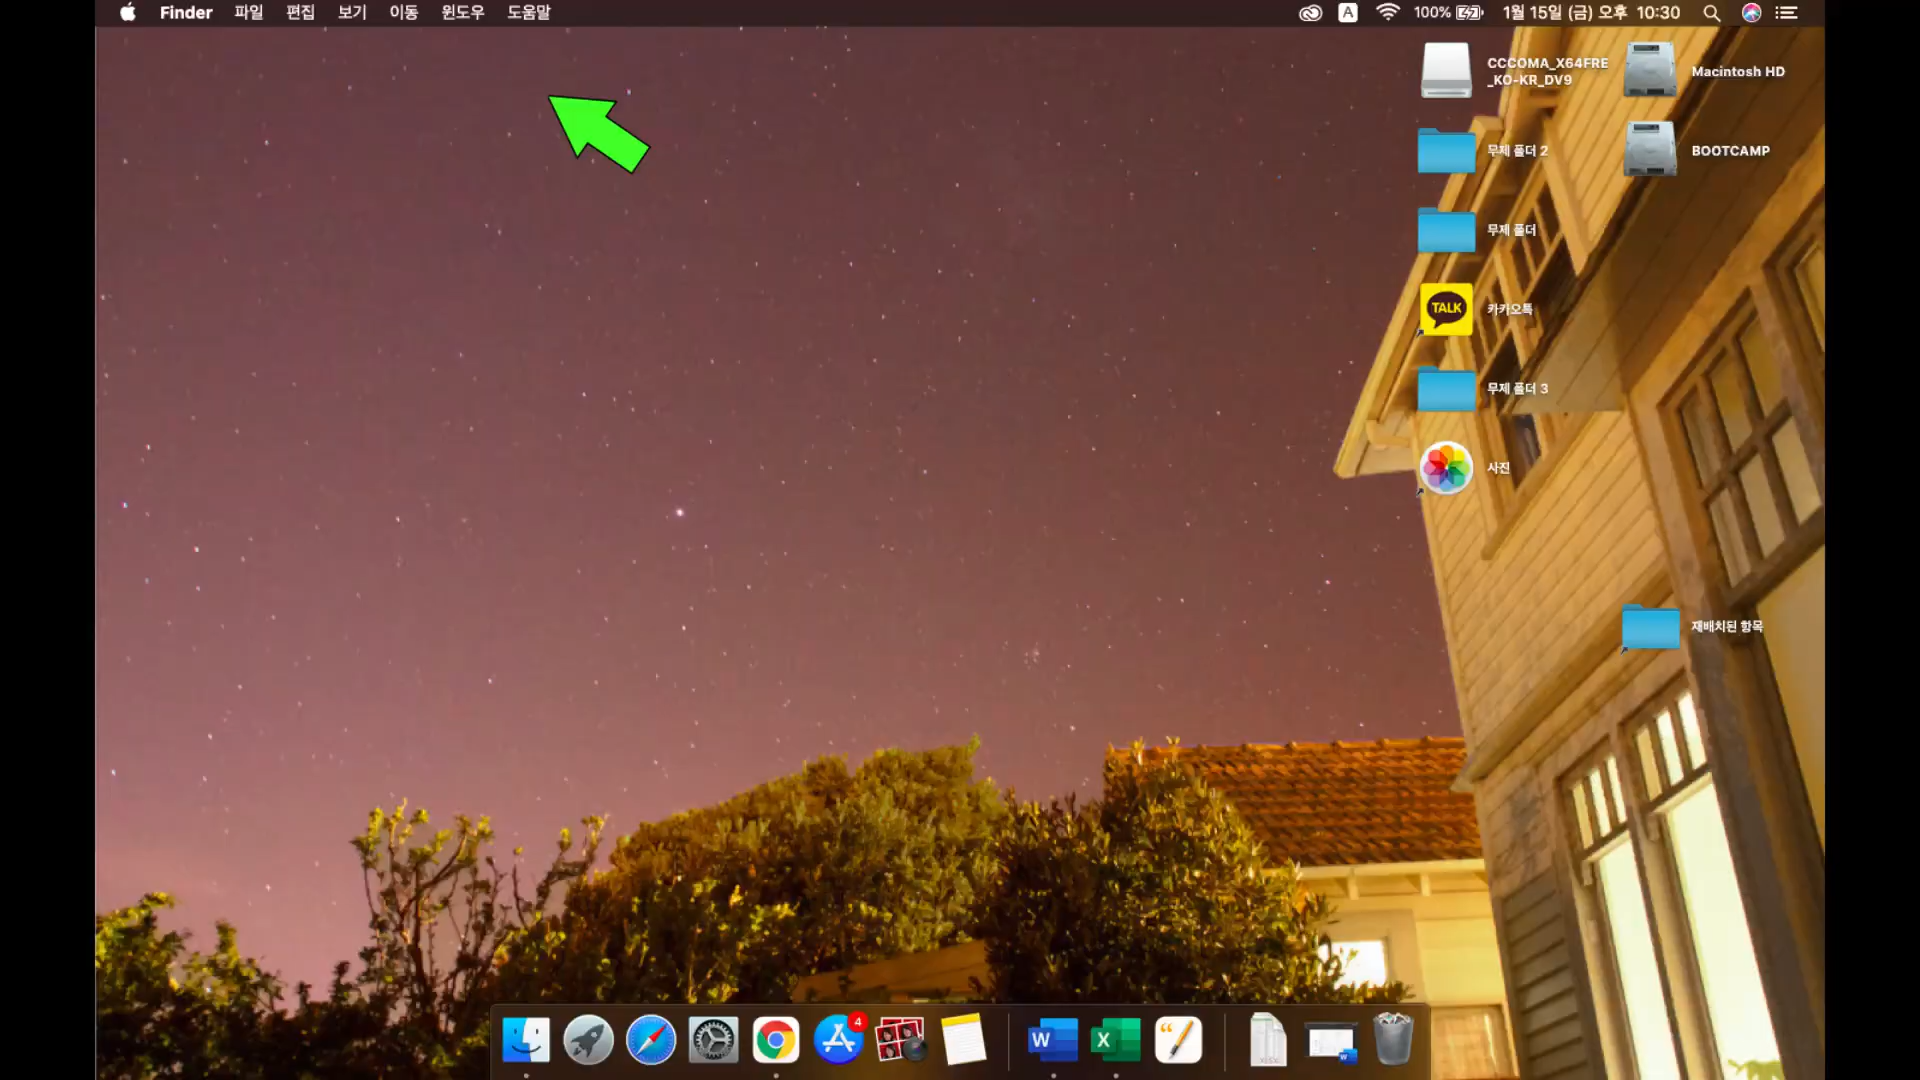 Finder 파일 편집 보기 이동 윈도우 도움말 A 100% 1월 15일 (금) 오후 10:30
CCCOMA_X64FRE
_KO-KR_DV9
Macintosh HD
무제 폴더 2
BOOTCAMP
무제 폴더
TALK
카카오톡
무제 폴더 3
사진
재배치된 항목
4
W
X
XLSX